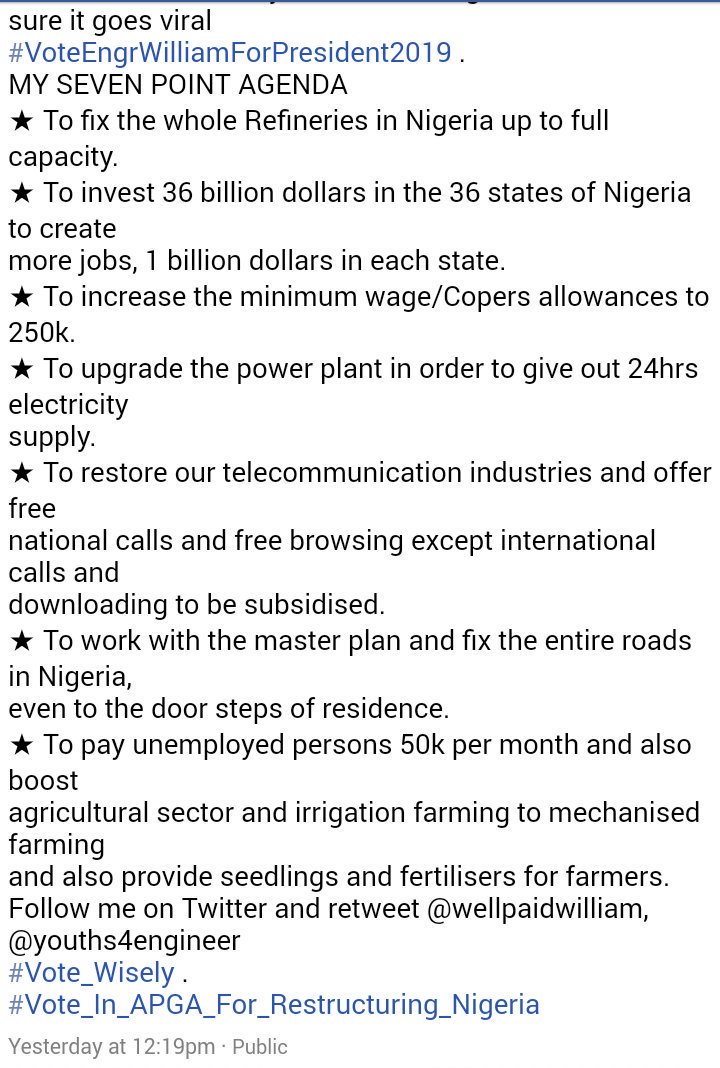 sure it goes viral
#VoteEngrWilliamForPresident2019 .
MY SEVEN POINT AGENDA
★ To fix the whole Refineries in Nigeria up to full
capacity.
★ To invest 36 billion dollars in the 36 states of Nigeria
to create
more jobs, 1 billion dollars in each state.
★ To increase the minimum wage/Copers allowances to
250k.
★ To upgrade the power plant in order to give out 24hrs
electricity
supply.
★ To restore our telecommunication industries and offer
free
national calls and free browsing except international
calls and
downloading to be subsidised.
★ To work with the master plan and fix the entire roads
in Nigeria,
even to the door steps of residence.
★ To pay unemployed persons 50k per month and also
boost
agricultural sector and irrigation farming to mechanised
farming
and also provide seedlings and fertilisers for farmers.
Follow me on Twitter and retweet @wellpaidwilliam,
@youths4engineer
#Vote_Wisely .
#Vote_In_APGA_For_Restructuring_Nigeria
Yesterday at 12:19pm · Public